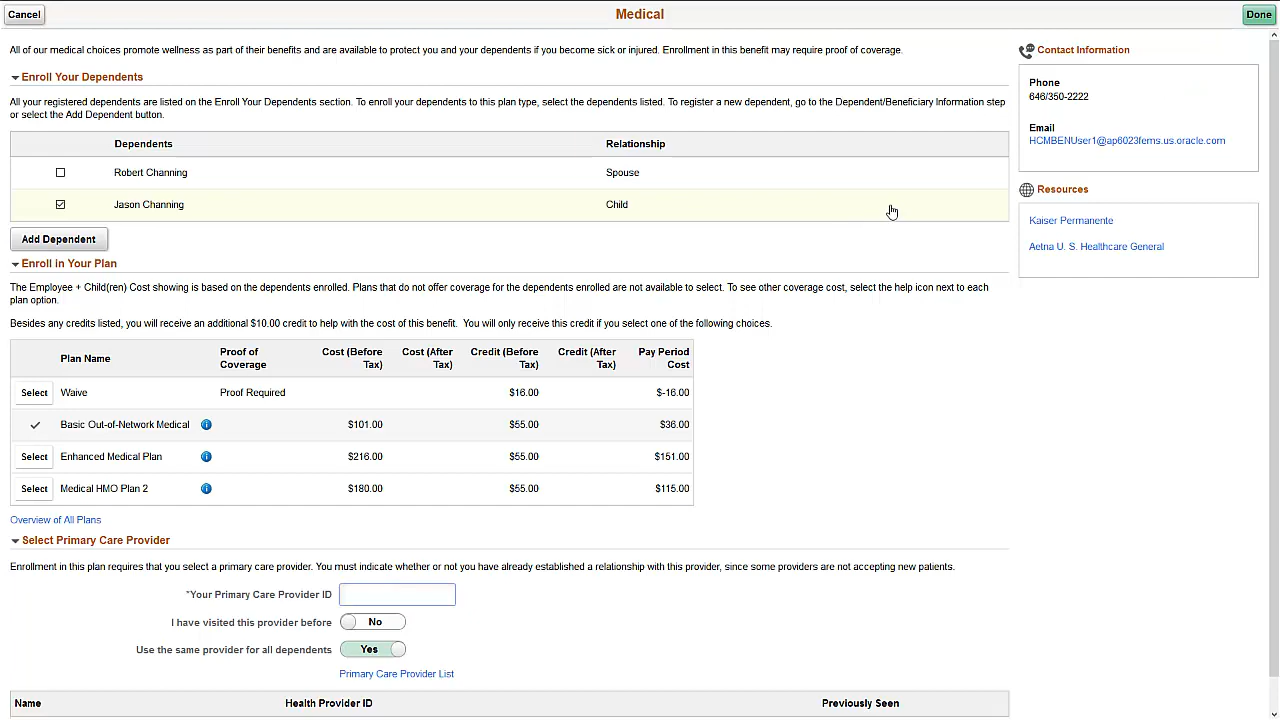 Cancel
Medical
Done
All of our medical choices promote wellness as part of their benefits and are available to protect you and your dependents if you become sick or injured. Enrollment in this benefit may require proof of coverage.
Enroll Your Dependents
All your registered dependents are listed on the Enroll Your Dependents section. To enroll your dependents to this plan type, select the dependents listed. To register a new dependent, go to the Dependent/Beneficiary Information step
or select the Add Dependent button.
Dependents Relationship
Robert Channing Spouse
Jason Channing Child
Add Dependent
Enroll in Your Plan
The Employee + Child(ren) Cost showing is based on the dependents enrolled. Plans that do not offer coverage for the dependents enrolled are not available to select. To see other coverage cost, select the help icon next to each
plan option.
Besides any credits listed, you will receive an additional $10.00 credit to help with the cost of this benefit. You will only receive this credit if you select one of the following choices.
Plan Name Proof of Coverage Cost (Before Tax) Cost (After Tax) Credit (Before Tax) Credit (After Tax) Pay Period Cost
Select Waive Proof Required $16.00 $-16.00
Basic Out-of-Network Medical $101.00 $55.00 $36.00
Select Enhanced Medical Plan $216.00 $55.00 $151.00
Select Medical HMO Plan 2 $180.00 $55.00 $115.00
Overview of All Plans
Select Primary Care Provider
Enrollment in this plan requires that you select a primary care provider. You must indicate whether or not you have already established a relationship with this provider, since some providers are not accepting new patients.
*Your Primary Care Provider ID
I have visited this provider before No
Use the same provider for all dependents Yes
Primary Care Provider List
Name Health Provider ID Previously Seen
Contact Information
Phone
646/350-2222
Email
HCMBENUser1@ap6023fems.us.oracle.com
Resources
Kaiser Permanente
Aetna U. S. Healthcare General